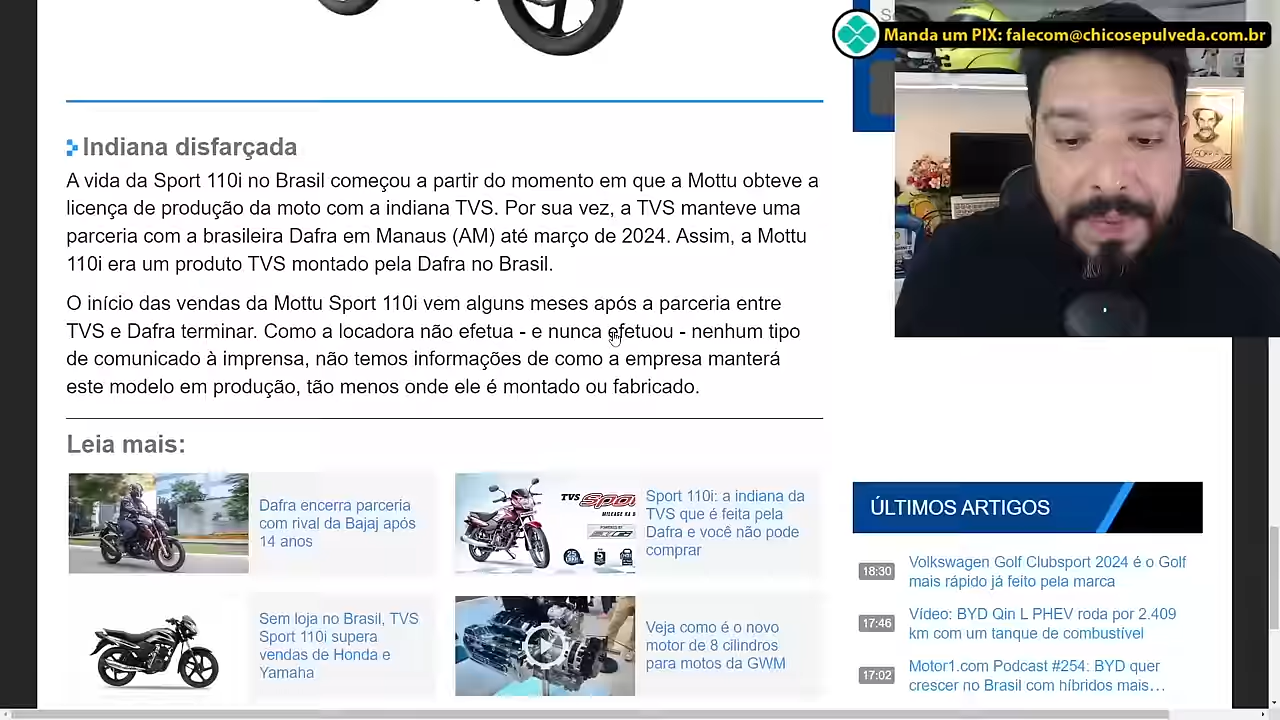 Manda um PIX: falecom@chicosepulveda.com.br
Indiana disfarçada
A vida da Sport 110i no Brasil começou a partir do momento em que a Mottu obteve a
licença de produção da moto com a indiana TVS. Por sua vez, a TVS manteve uma
parceria com a brasileira Dafra em Manaus (AM) até março de 2024. Assim, a Mottu
110i era um produto TVS montado pela Dafra no Brasil.
O início das vendas da Mottu Sport 110i vem alguns meses após a parceria entre
TVS e Dafra terminar. Como a locadora não efetua - e nunca efetuou - nenhum tipo
de comunicado à imprensa, não temos informações de como a empresa manterá
este modelo em produção, tão menos onde ele é montado ou fabricado.
Leia mais:
Dafra encerra parceria
com rival da Bajaj após
14 anos
TVS Sport
Sport 110i: a indiana da
TVS que é feita pela
Dafra e você não pode
comprar
Sem loja no Brasil, TVS
Sport 110i supera
vendas de Honda e
Yamaha
Veja como é o novo
motor de 8 cilindros
para motos da GWM
ÚLTIMOS ARTIGOS
18:30
Volkswagen Golf Clubsport 2024 é o Golf
mais rápido já feito pela marca
17:46
Vídeo: BYD Qin L PHEV roda por 2.409
km com um tanque de combustível
17:02
Motor1.com Podcast #254: BYD quer
crescer no Brasil com híbridos mais…